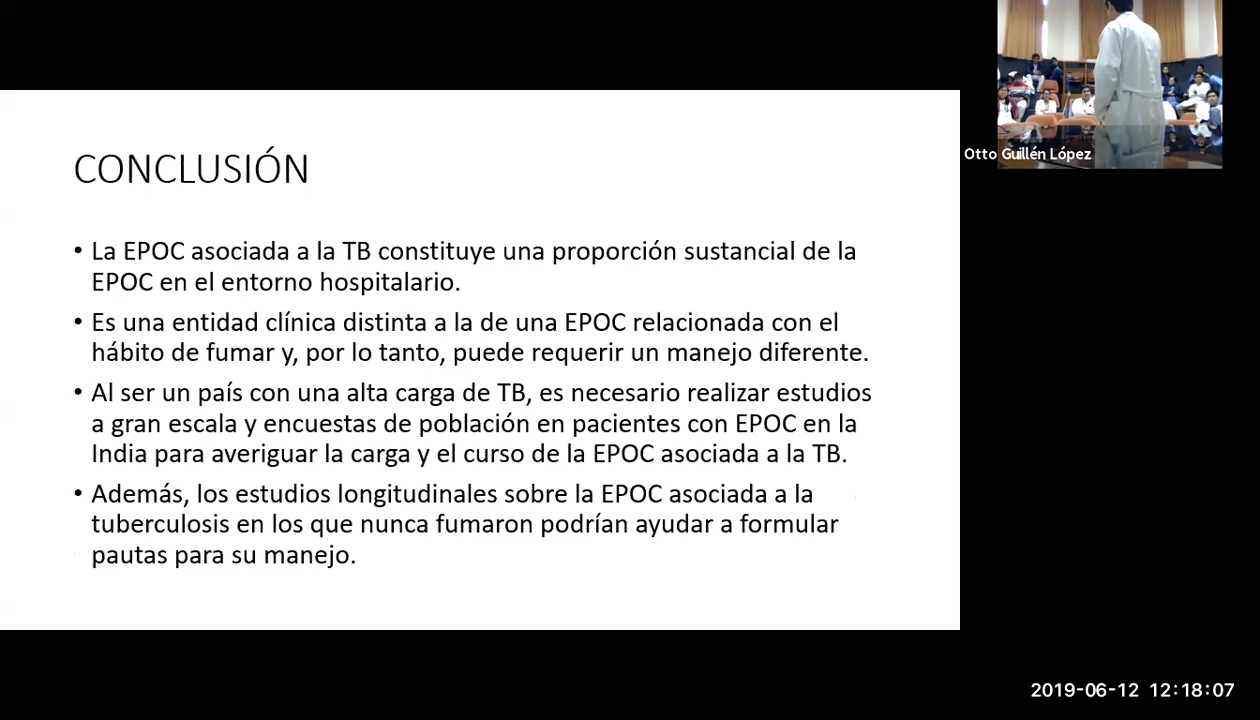 CONCLUSIÓN
• La EPOC asociada a la TB constituye una proporción sustancial de la
EPOC en el entorno hospitalario.
• Es una entidad clínica distinta a la de una EPOC relacionada con el
hábito de fumar y, por lo tanto, puede requerir un manejo diferente.
• Al ser un país con una alta carga de TB, es necesario realizar estudios
a gran escala y encuestas de población en pacientes con EPOC en la
India para averiguar la carga y el curso de la EPOC asociada a la TB.
• Además, los estudios longitudinales sobre la EPOC asociada a la
tuberculosis en los que nunca fumaron podrían ayudar a formular
pautas para su manejo.
Otto Guillén López
2019-06-12 12:18:07